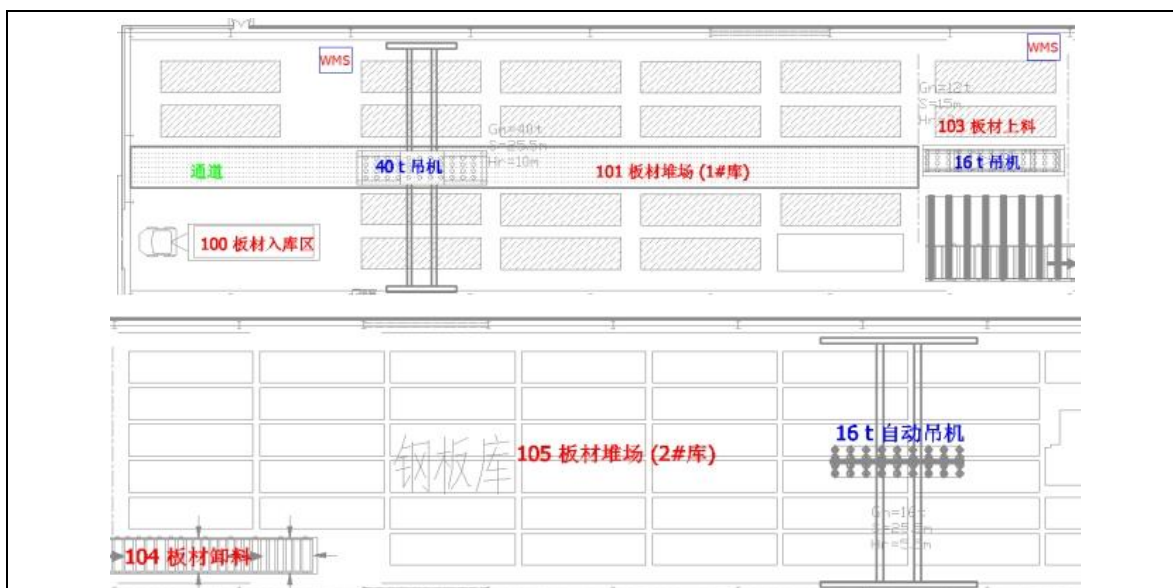 WMS
WMS
Gn=12t
S=15m
Hr
103 板材上料
Gn=40t
S=25.5m
Hr=10m
通道
40 t 吊机
101 板材堆场 (1#库)
16 t 吊机
100 板材入库区
16 t 自动吊机
钢板库
105 板材堆场 (2#库)
Gn=16t
S=25.5m
104 板材卸料